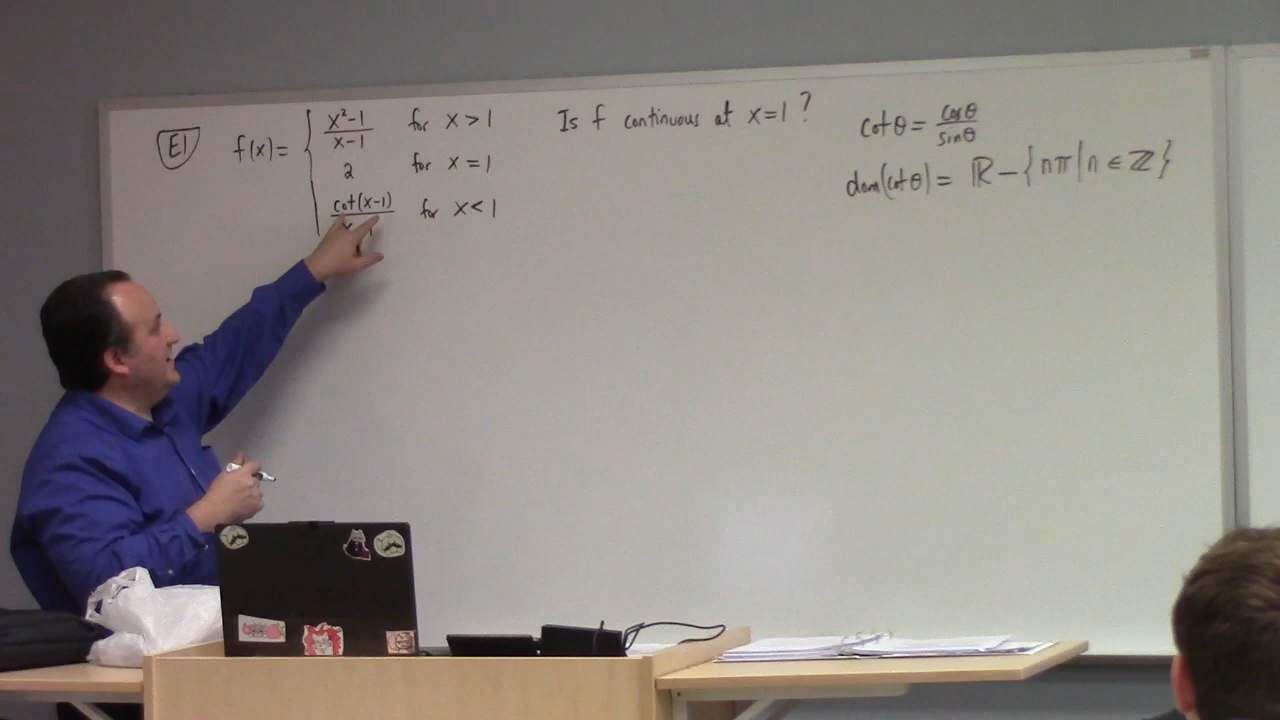 E1 f(x) = { x²-1 / x-1 for x > 1
2 for x = 1
cot(x-1) / for x < 1
Is f continuous at x=1?
cot θ = cos θ / sin θ
dom(cot θ) = ℝ - {nπ | n ∈ ℤ}